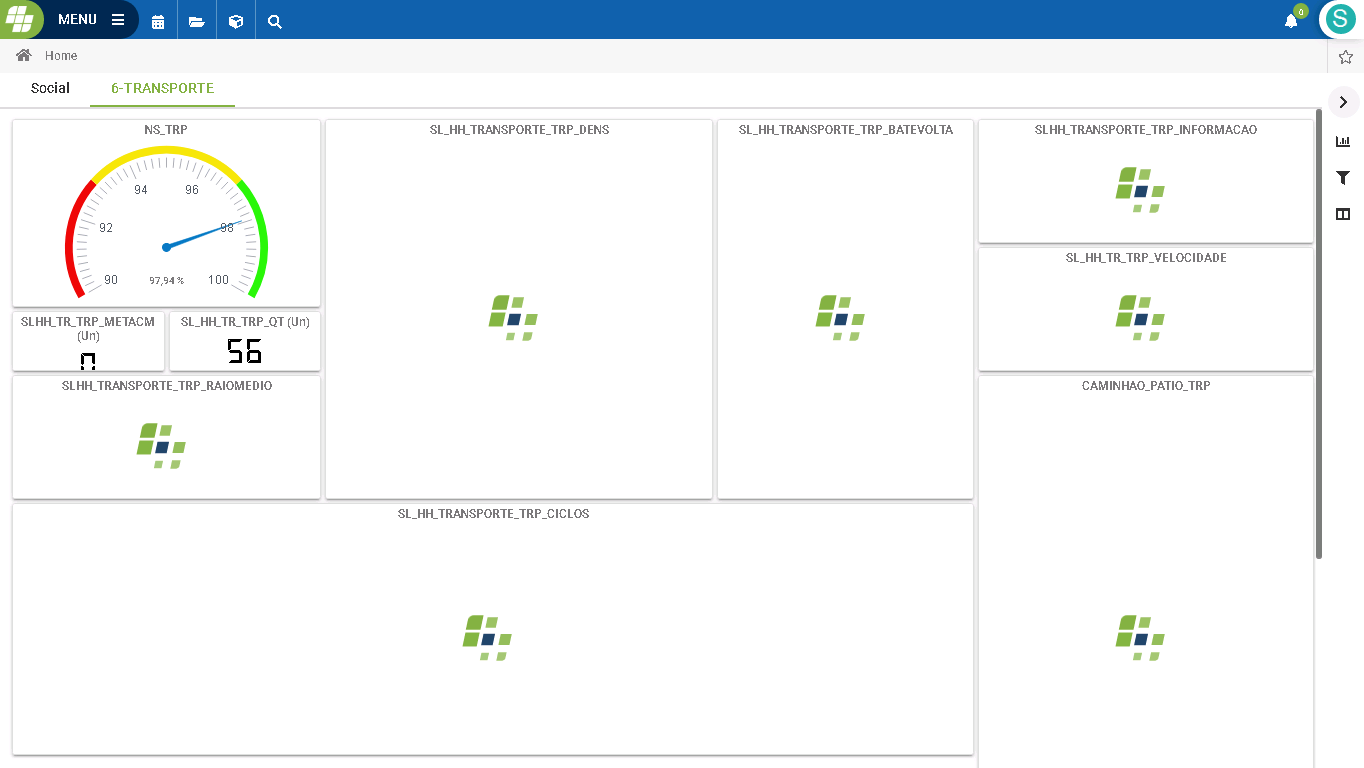 MENU
0
S
Home
Social
6-TRANSPORTE
NS_TRP
94
96
92
98
90
97,94 %
100
SL_HH_TRANSPORTE_TRP_DENS
SL_HH_TRANSPORTE_TRP_BATEVOLTA
SLHH_TRANSPORTE_TRP_INFORMACAO
SL_HH_TR_TRP_VELOCIDADE
SLHH_TR_TRP_METACM
(Un)
SL_HH_TR_TRP_QT (Un)
56
SLHH_TRANSPORTE_TRP_RAIOMEDIO
CAMINHAO_PATIO_TRP
SL_HH_TRANSPORTE_TRP_CICLOS